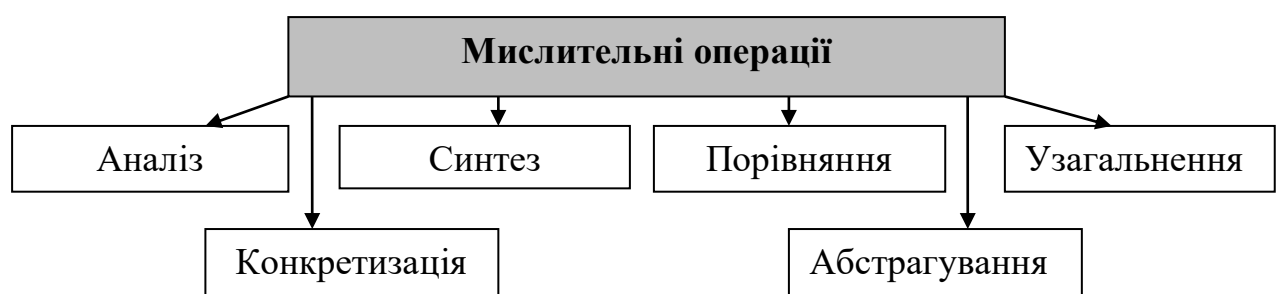 Мислительні операції
Аналіз
Синтез
Порівняння
Узагальнення
Конкретизація
Абстрагування